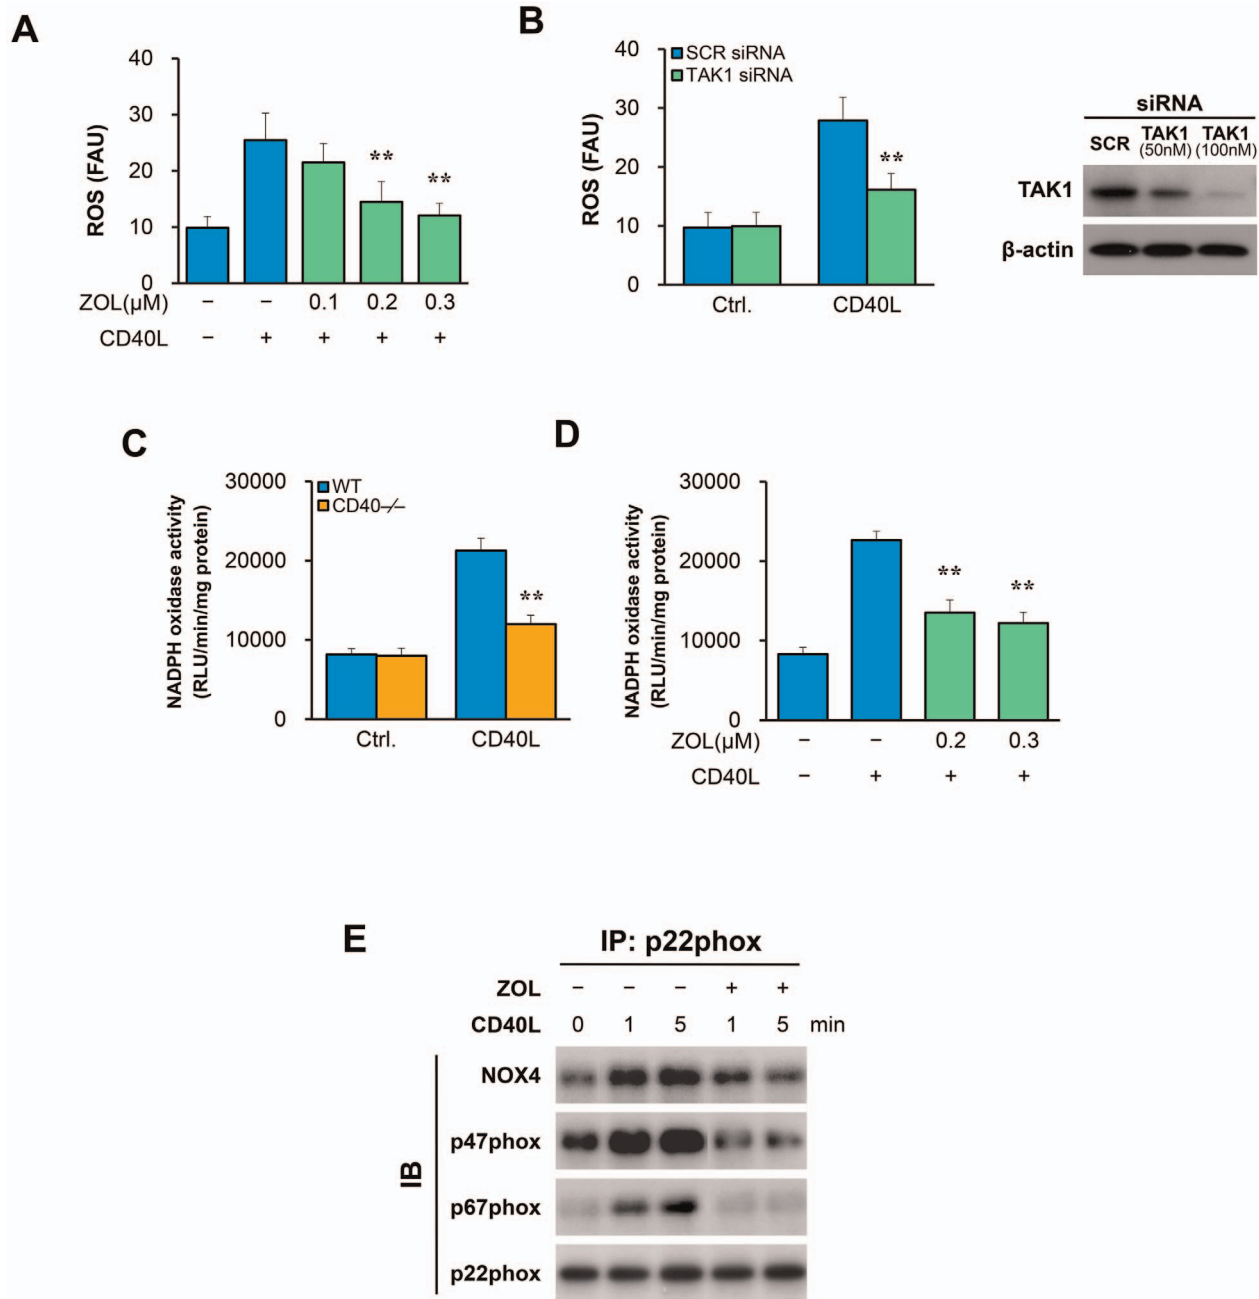 A
40
30
20
10
0
ROS (FAU)
** **
ZOL(µM) − − 0.1 0.2 0.3
CD40L − + + + +
B
40
30
20
10
0
ROS (FAU)
SCR siRNA
TAK1 siRNA
**
Ctrl. CD40L
siRNA
SCR TAK1 TAK1
(50nM) (100nM)
TAK1
β-actin
C
30000
20000
10000
0
NADPH oxidase activity
(RLU/min/mg protein)
WT
CD40−/−
**
Ctrl. CD40L
D
30000
20000
10000
0
NADPH oxidase activity
(RLU/min/mg protein)
** **
ZOL(µM) − − 0.2 0.3
CD40L − + + +
E
IP: p22phox
ZOL − − − + +
CD40L 0 1 5 1 5 min
IB
NOX4
p47phox
p67phox
p22phox